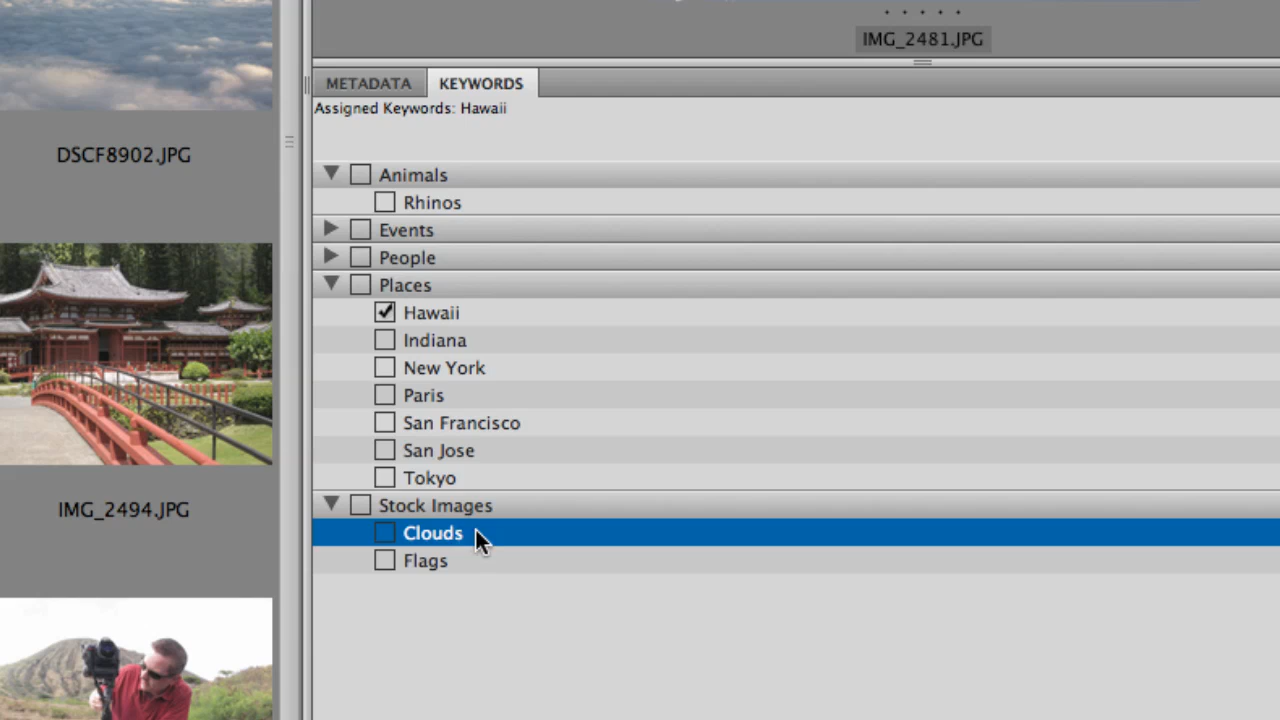 IMG_2481.JPG
METADATA
KEYWORDS
Assigned Keywords: Hawaii
DSCF8902.JPG
Animals
Rhinos
Events
People
Places
Hawaii
Indiana
New York
Paris
San Francisco
San Jose
Tokyo
IMG_2494.JPG
Stock Images
Clouds
Flags